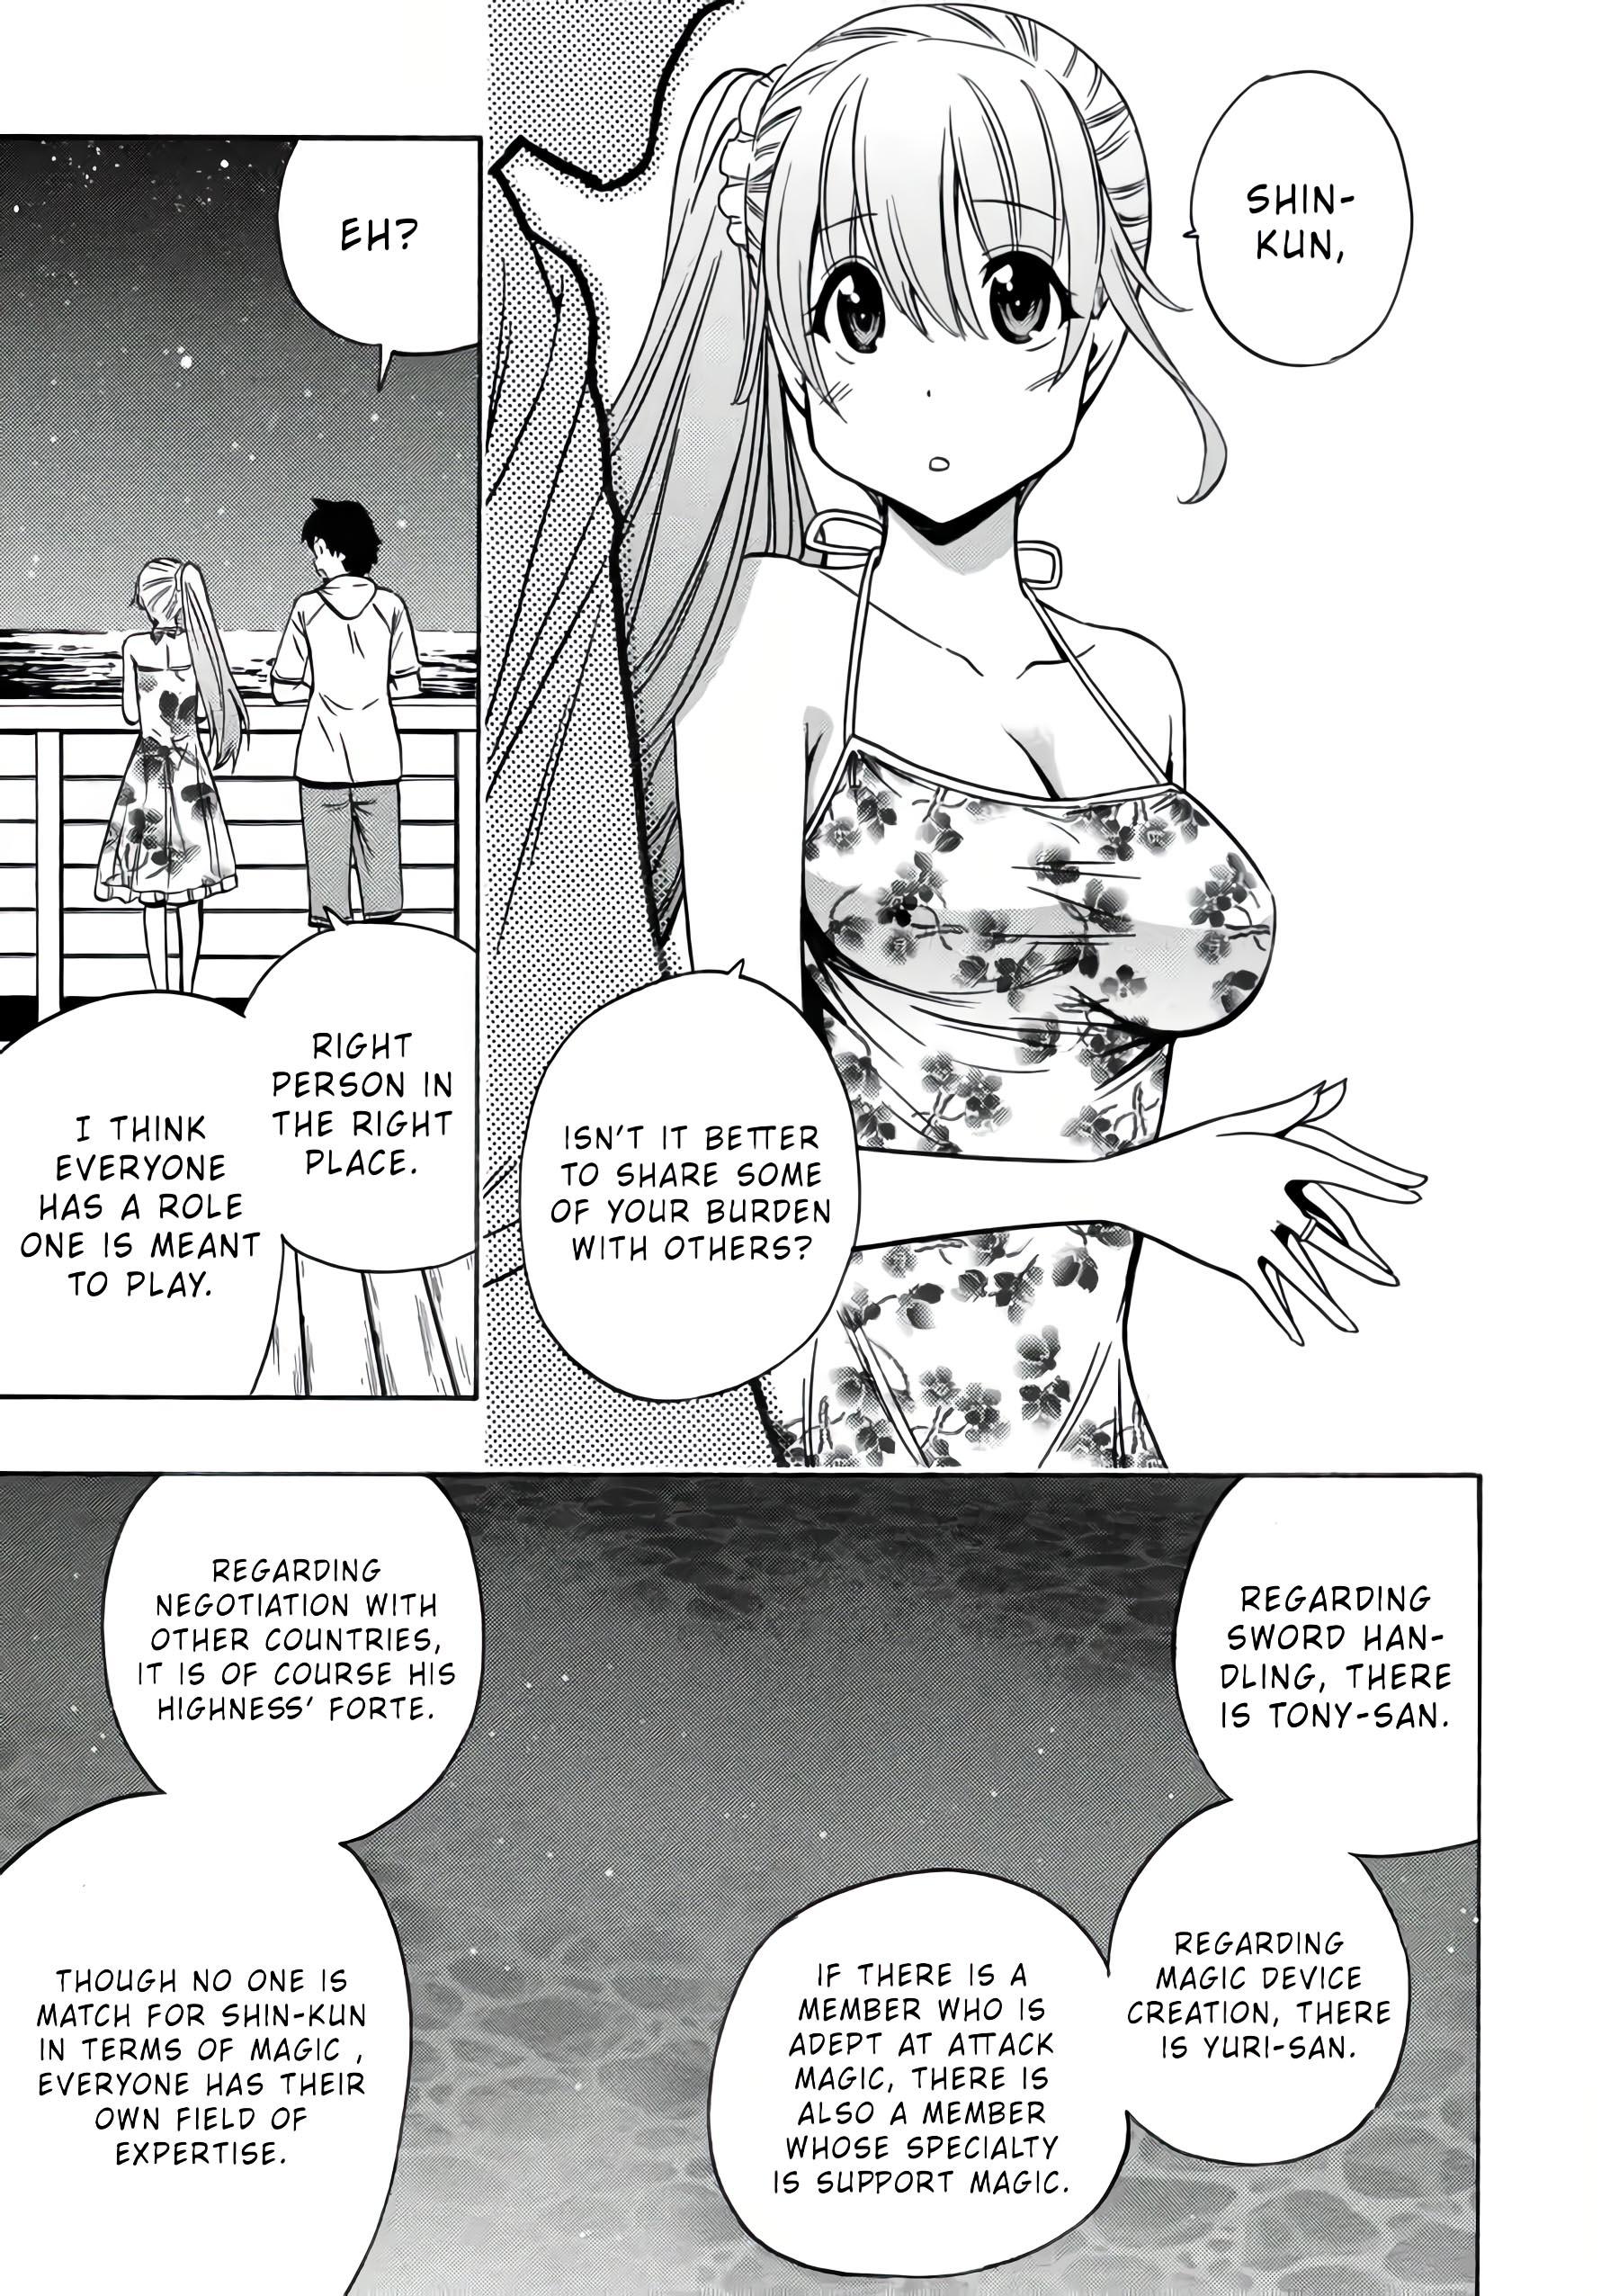 SHIN-
KUN,
ISN'T IT BETTER
TO SHARE SOME
OF YOUR BURDEN
WITH OTHERS?
EH?
RIGHT
PERSON IN
THE RIGHT
PLACE.
I THINK
EVERYONE
HAS A ROLE
ONE IS MEANT
TO PLAY.
REGARDING
SWORD HAN-
DLING, THERE
IS TONY-SAN.
REGARDING
MAGIC DEVICE
CREATION, THERE
IS YURI-SAN.
IF THERE IS A
MEMBER WHO IS
ADEPT AT ATTACK
MAGIC, THERE IS
ALSO A MEMBER
WHOSE SPECIALTY
IS SUPPORT MAGIC.
REGARDING
NEGOTIATION WITH
OTHER COUNTRIES,
IT IS OF COURSE HIS
HIGHNESS' FORTE.
THOUGH NO ONE IS
MATCH FOR SHIN-KUN
IN TERMS OF MAGIC ,
EVERYONE HAS THEIR
OWN FIELD OF
EXPERTISE.